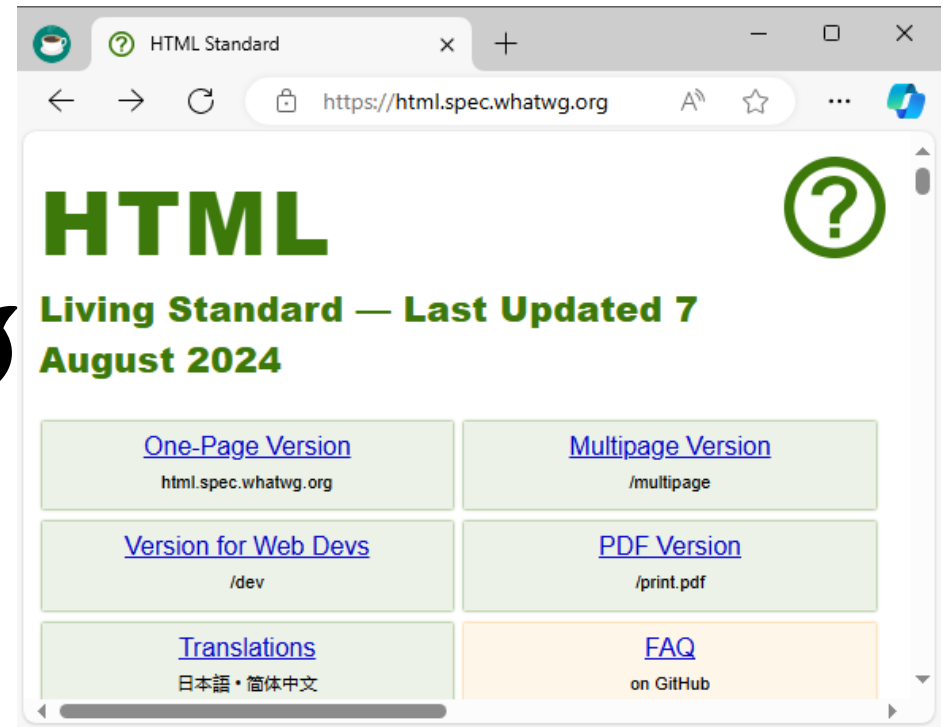 HTML Standard
https://html.spec.whatwg.org
HTML
Living Standard — Last Updated 7
August 2024
One-Page Version
html.spec.whatwg.org
Multipage Version
/multipage
Version for Web Devs
/dev
PDF Version
/print.pdf
Translations
日本語 • 简体中文
FAQ
on GitHub